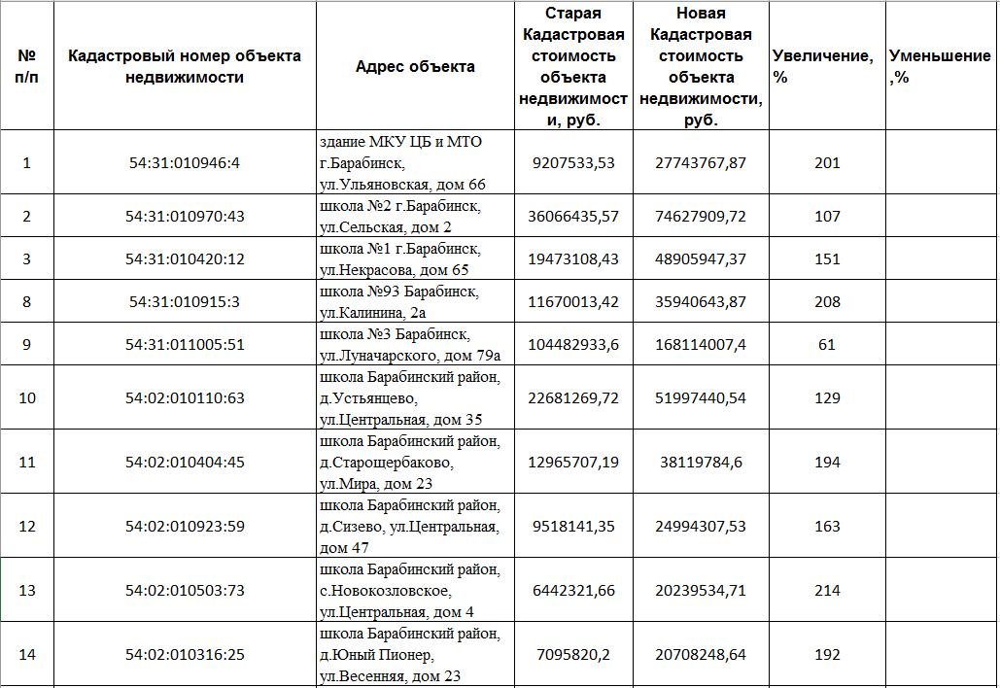 № п/п
Кадастровый номер объекта недвижимости
Адрес объекта
Старая Кадастровая стоимость объекта недвижимост и, руб.
Новая Кадастровая стоимость объекта недвижимости, руб.
Увеличение, %
Уменьшение ,%
1
54:31:010946:4
здание МКУ ЦБ и МТО
г.Барабинск,
ул.Ульяновская, дом 66
9207533,53
27743767,87
201
2
54:31:010970:43
школа №2 г.Барабинск,
ул.Сельская, дом 2
36066435,57
74627909,72
107
3
54:31:010420:12
школа №1 г.Барабинск,
ул.Некрасова, дом 65
19473108,43
48905947,37
151
8
54:31:010915:3
школа №93 Барабинск,
ул.Калинина, 2а
11670013,42
35940643,87
208
9
54:31:011005:51
школа №3 Барабинск,
ул.Луначарского, дом 79а
104482933,6
168114007,4
61
10
54:02:010110:63
школа Барабинский район,
д.Устьянцево,
ул.Центральная, дом 35
22681269,72
51997440,54
129
11
54:02:010404:45
школа Барабинский район,
д.Старощербаково,
ул.Мира, дом 23
12965707,19
38119784,6
194
12
54:02:010923:59
школа Барабинский район,
д.Сизево, ул.Центральная,
дом 47
9518141,35
24994307,53
163
13
54:02:010503:73
школа Барабинский район,
с.Новокозловское,
ул.Центральная, дом 4
6442321,66
20239534,71
214
14
54:02:010316:25
школа Барабинский район,
д.Юный Пионер,
ул.Весенняя, дом 23
7095820,2
20708248,64
192